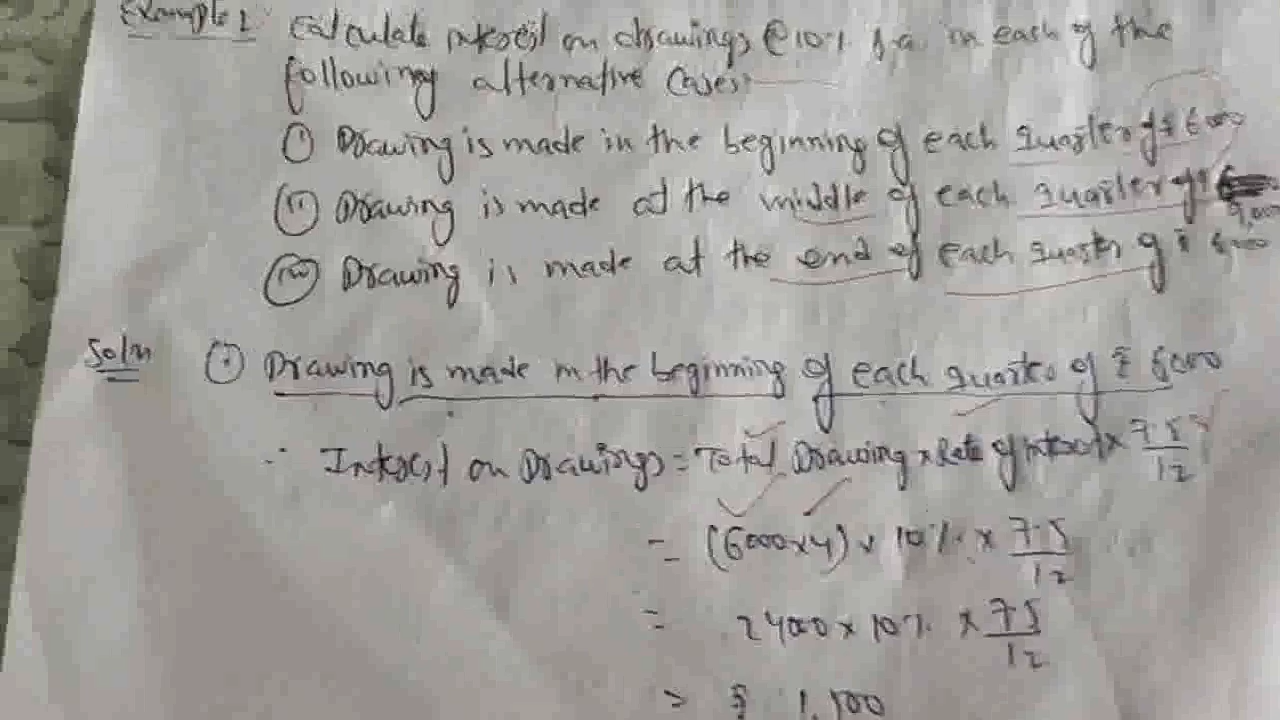 Example 1 Calculate interest on drawings @ 10% p.a. in each of the
following alternative cases:
(i) Drawing is made in the beginning of each quarter of ₹ 6000
(ii) Drawing is made at the middle of each quarter of ₹
9,000
(iii) Drawing is made at the end of each quarter of ₹ 6000
Soln (i) Drawing is made in the beginning of each quarter of ₹ 6000
∴ Interest on Drawings = Total Drawing x Rate of interest x 7.5/12
= (6000x4) x 10% x 7.5/12
= 24000 x 10% x 7.5/12
= ₹ 1,500